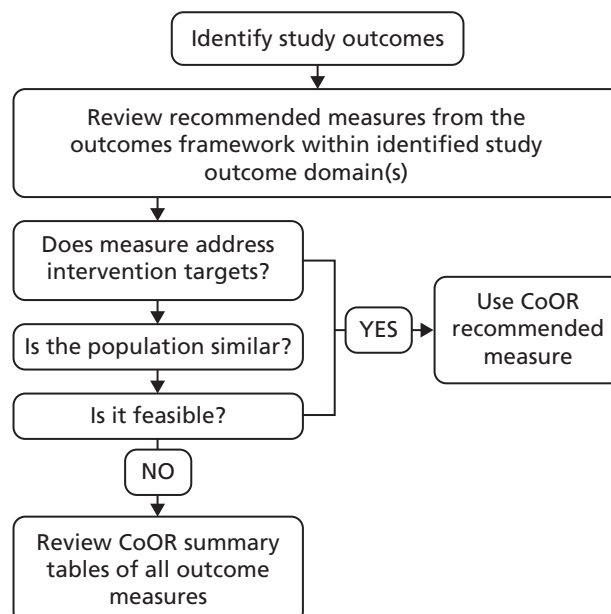 Identify study outcomes
Review recommended measures from the
outcomes framework within identified study
outcome domain(s)
Does measure address
intervention targets?
Is the population similar?
Is it feasible?
YES
Use CoOR
recommended
measure
NO
Review CoOR summary
tables of all outcome
measures